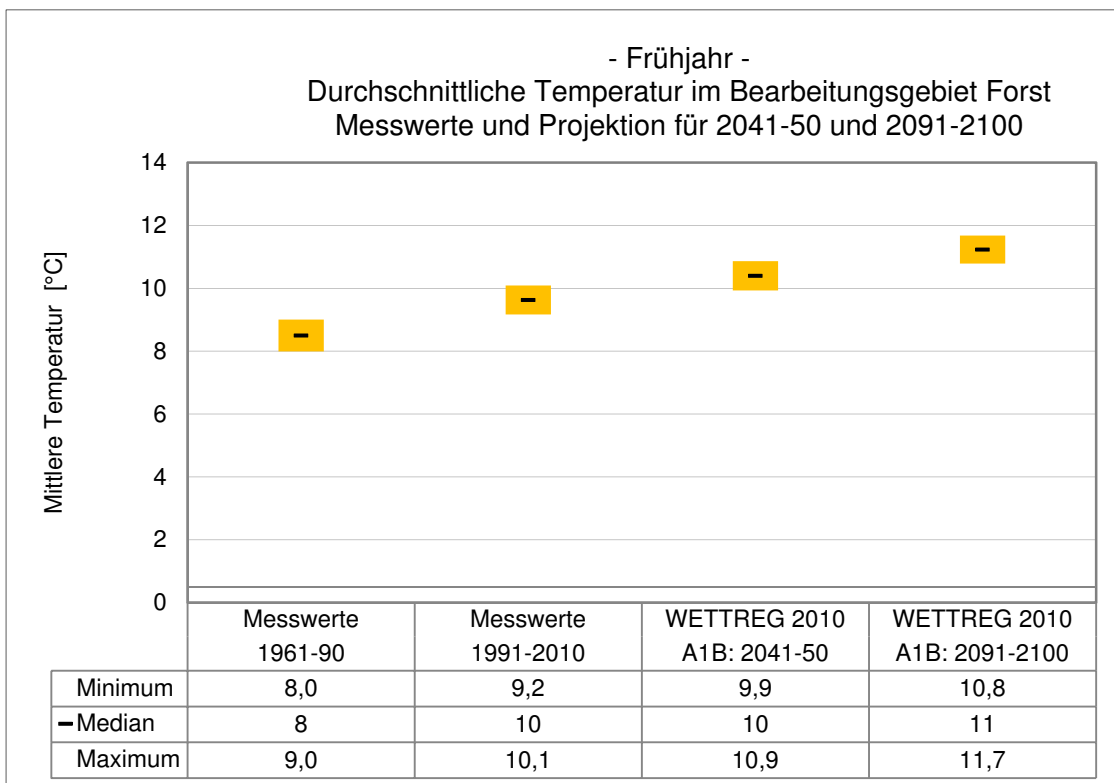 - Frühjahr -
Durchschnittliche Temperatur im Bearbeitungsgebiet Forst
Messwerte und Projektion für 2041-50 und 2091-2100
Mittlere Temperatur [°C]
14
12
10
8
6
4
2
0
Messwerte Messwerte WETTREG 2010 WETTREG 2010
1961-90 1991-2010 A1B: 2041-50 A1B: 2091-2100
Minimum 8,0 9,2 9,9 10,8
Median 8 10 10 11
Maximum 9,0 10,1 10,9 11,7